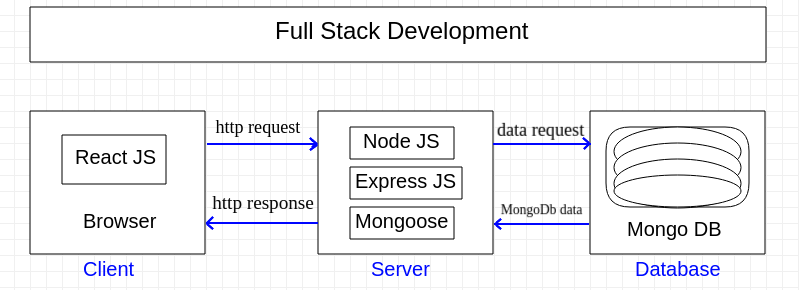 Full Stack Development
http request
data request
React JS
Node JS
Express JS
http response
Mongoose
MongoDb data
Browser
Mongo DB
Client
Server
Database